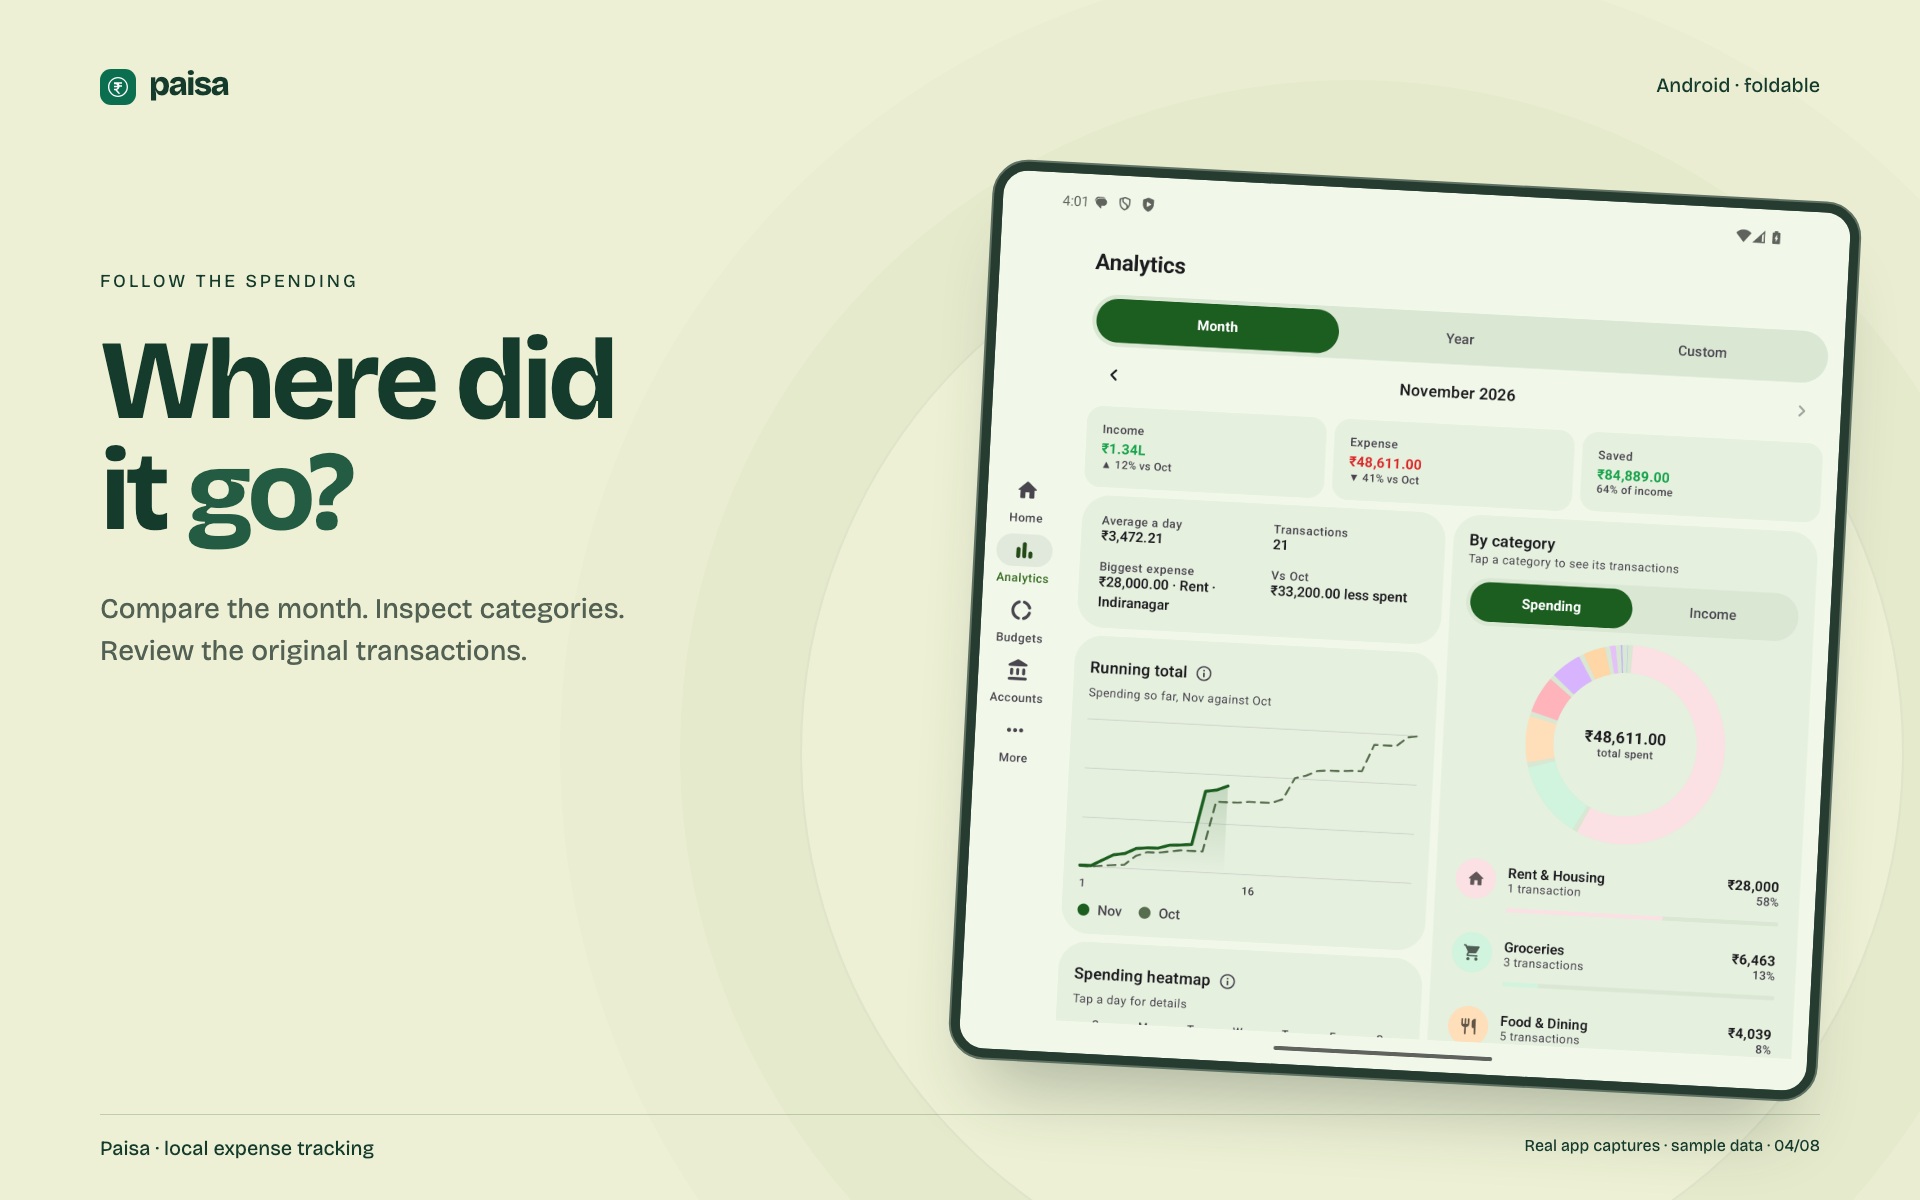 paisa
Android · foldable
FOLLOW THE SPENDING
Where did
it go?
Compare the month. Inspect categories.
Review the original transactions.
4:01
Analytics
Month
Year
Custom
November 2026
Income
₹1.34L
▲ 12% vs Oct
Expense
₹48,611.00
▼ 41% vs Oct
Saved
₹84,889.00
64% of income
Home
Analytics
Budgets
Accounts
More
Average a day
₹3,472.21
Transactions
21
Biggest expense
₹28,000.00 · Rent ·
Indiranagar
Vs Oct
₹33,200.00 less spent
Running total
Spending so far, Nov against Oct
1
16
Nov
Oct
Spending heatmap
Tap a day for details
By category
Tap a category to see its transactions
Spending
Income
₹48,611.00
total spent
Rent & Housing
1 transaction
₹28,000
58%
Groceries
3 transactions
₹6,463
13%
Food & Dining
5 transactions
₹4,039
8%
Paisa · local expense tracking
Real app captures · sample data · 04/08